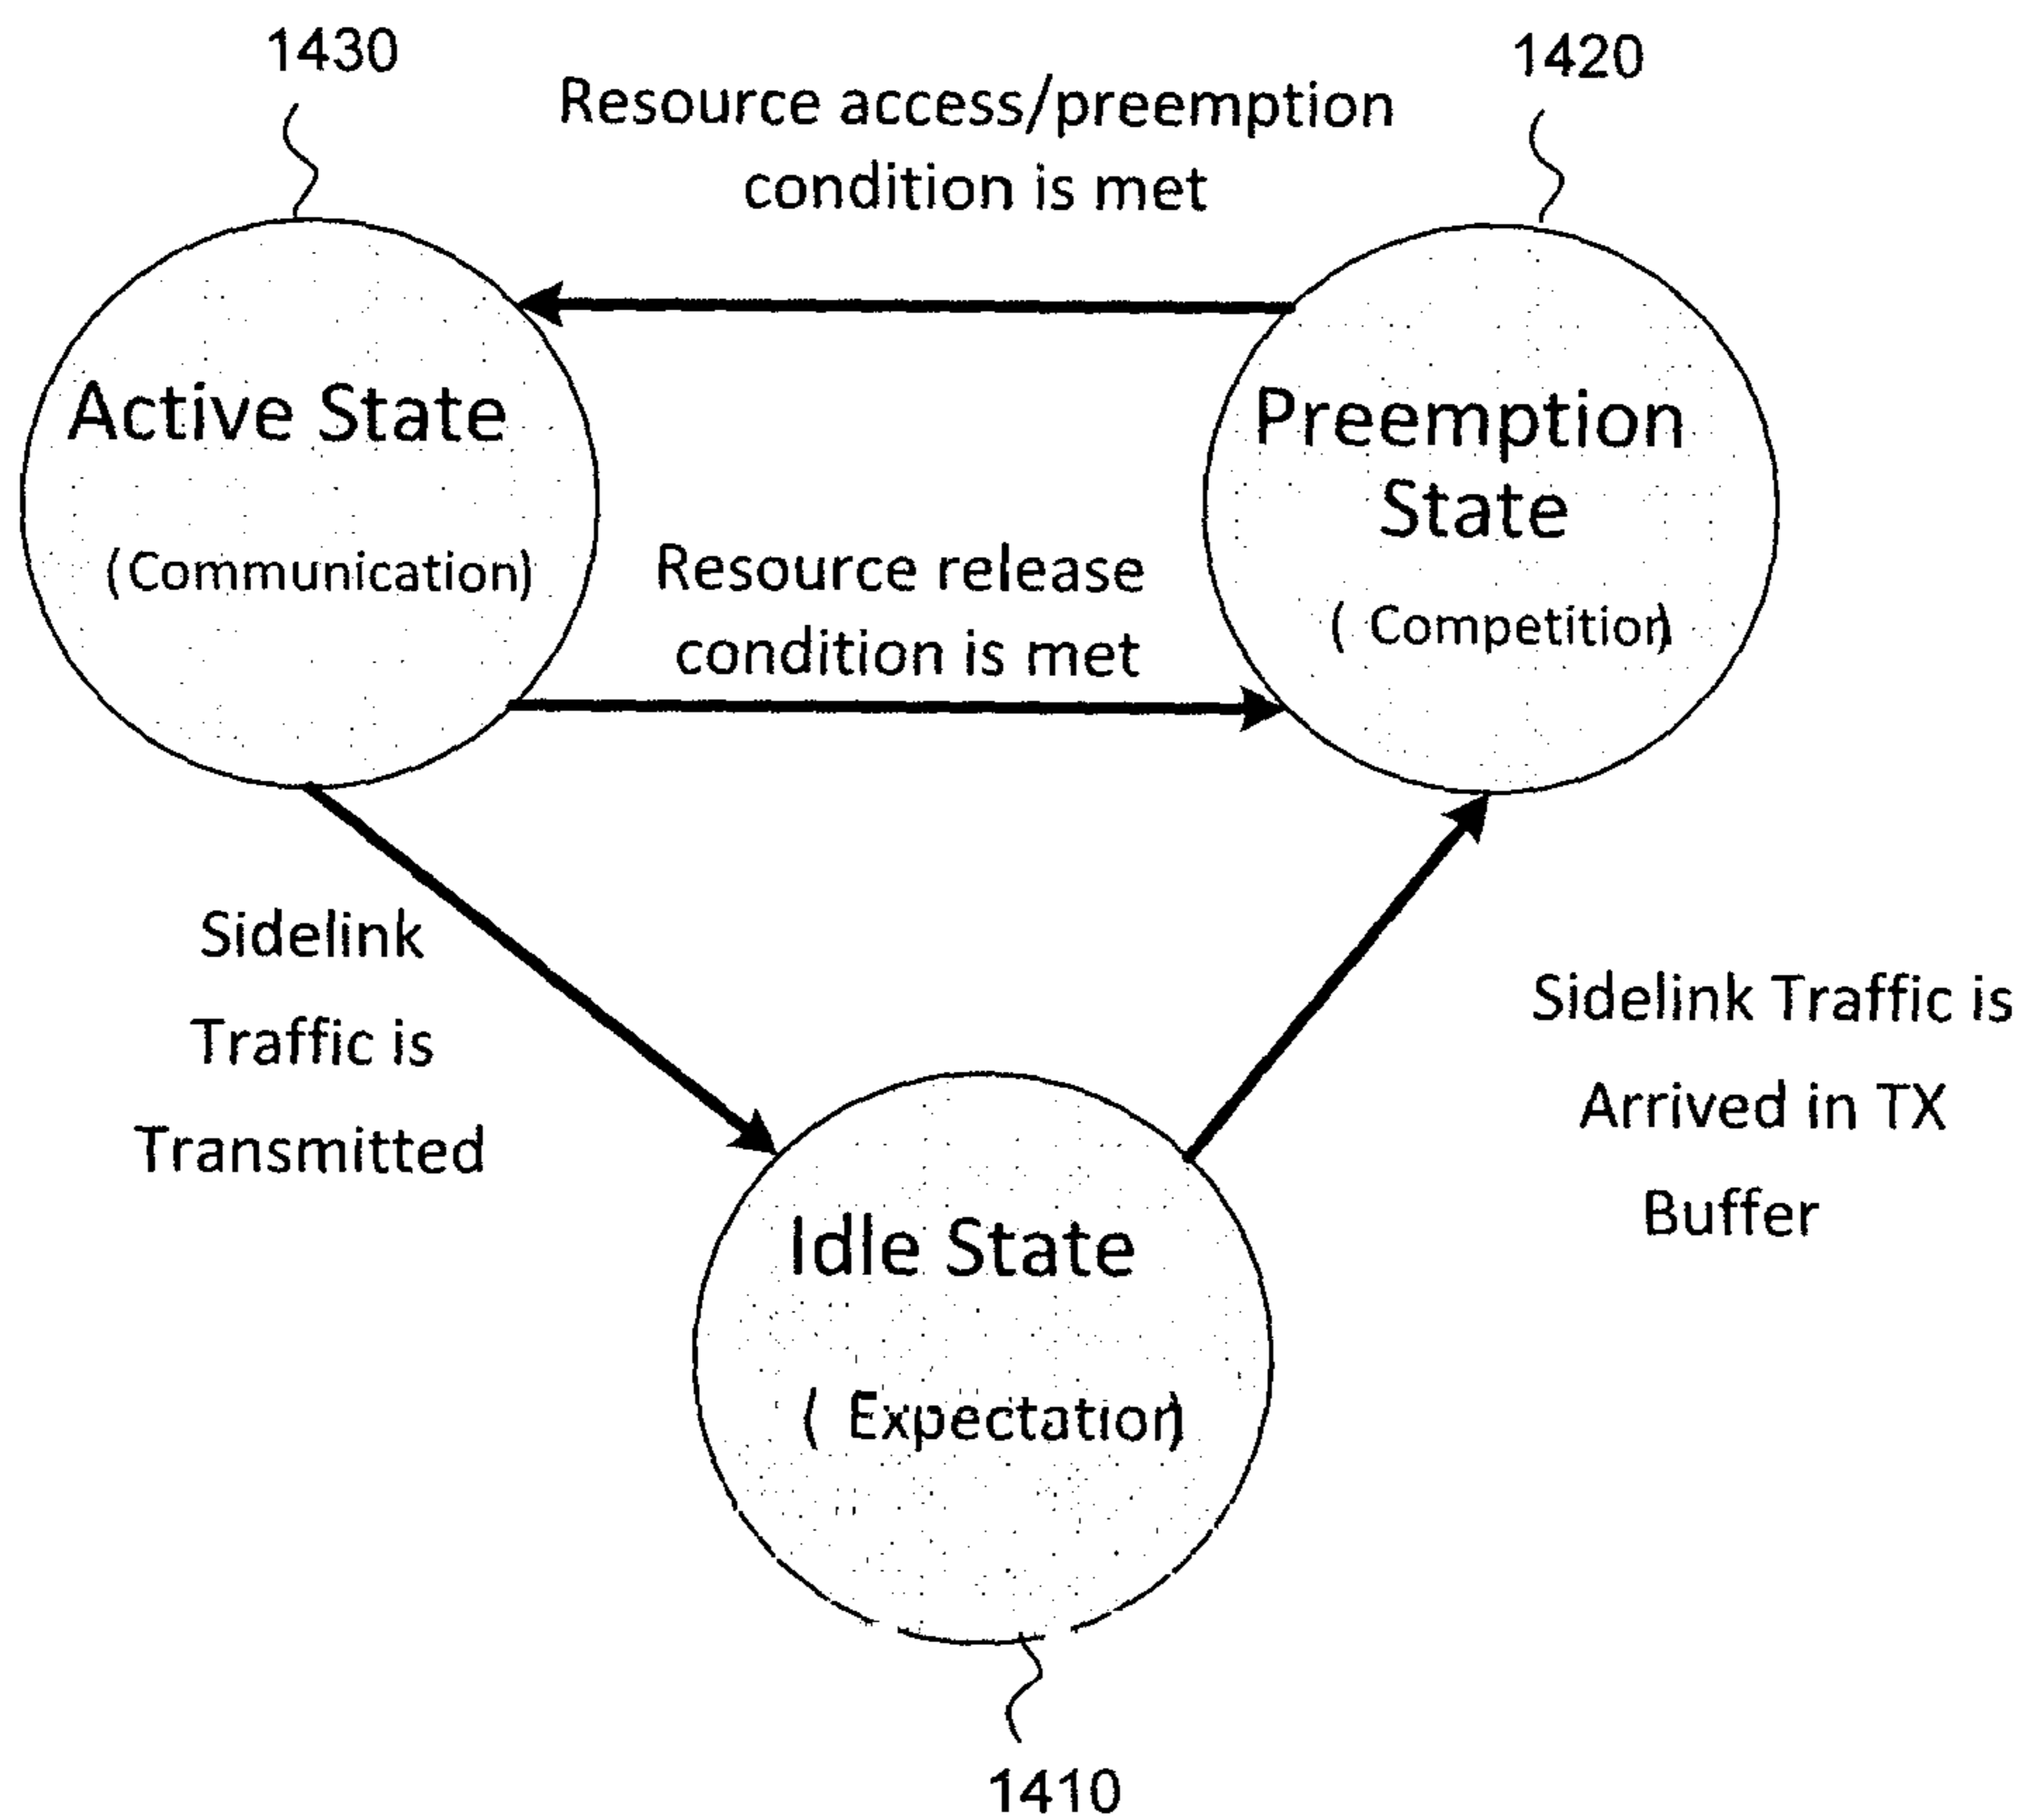 1430
1420
Resource access/preemption
condition is met
Active State
(Communication)
Preemption
State
( Competition)
Resource release
condition is met
Sidelink
Traffic is
Transmitted
Sidelink Traffic is
Arrived in TX
Buffer
Idle State
( Expectation)
1410